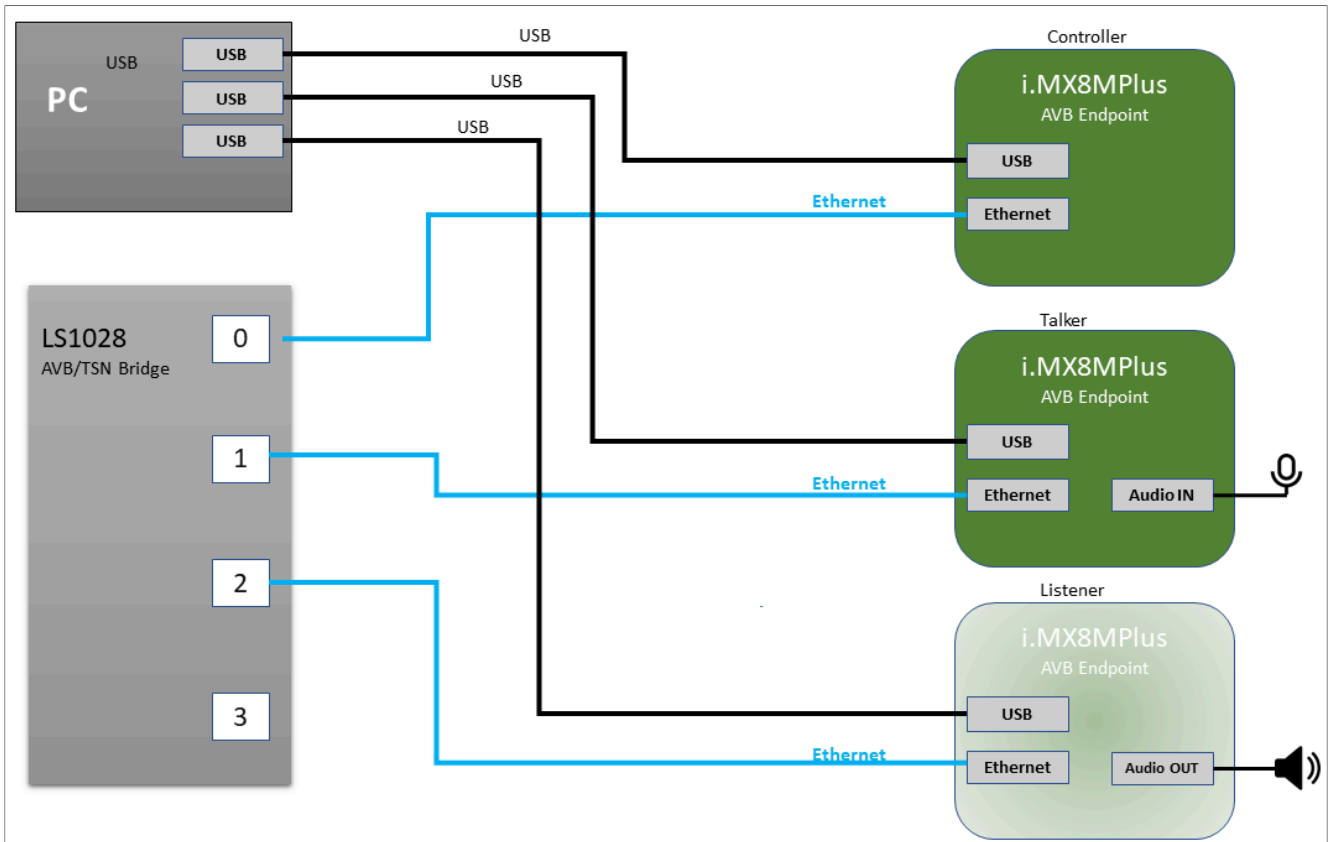 USB
PC
USB
USB
USB
USB
USB
USB
Controller
i.MX8MPlus
AVB Endpoint
USB
Ethernet
Ethernet
LS1028
AVB/TSN Bridge
0
1
2
3
Talker
i.MX8MPlus
AVB Endpoint
USB
Ethernet
Ethernet
Audio IN
Listener
i.MX8MPlus
AVB Endpoint
USB
Ethernet
Ethernet
Audio OUT